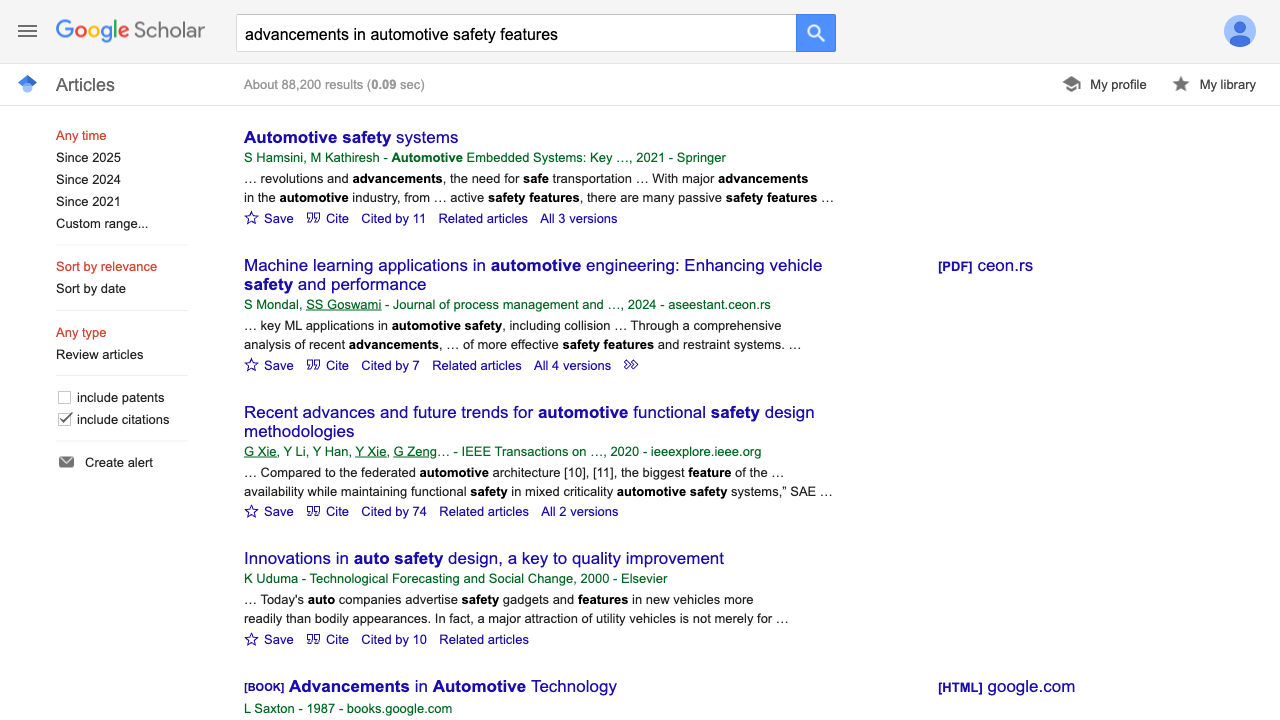 Google Scholar
advancements in automotive safety features
Articles
About 88,200 results (0.09 sec)
My profile
My library
Any time
Since 2025
Since 2024
Since 2021
Custom range...
Sort by relevance
Sort by date
Any type
Review articles
include patents
include citations
Create alert
Automotive safety systems
S Hamsini, M Kathiresh - Automotive Embedded Systems: Key …, 2021 - Springer
… revolutions and advancements, the need for safe transportation … With major advancements
in the automotive industry, from … active safety features, there are many passive safety features …
Save Cite Cited by 11 Related articles All 3 versions
Machine learning applications in automotive engineering: Enhancing vehicle
safety and performance
[PDF] ceon.rs
S Mondal, SS Goswami - Journal of process management and …, 2024 - aseestant.ceon.rs
… key ML applications in automotive safety, including collision … Through a comprehensive
analysis of recent advancements, … of more effective safety features and restraint systems. …
Save Cite Cited by 7 Related articles All 4 versions
Recent advances and future trends for automotive functional safety design
methodologies
G Xie, Y Li, Y Han, Y Xie, G Zeng… - IEEE Transactions on …, 2020 - ieeexplore.ieee.org
… Compared to the federated automotive architecture [10], [11], the biggest feature of the …
availability while maintaining functional safety in mixed criticality automotive safety systems,” SAE …
Save Cite Cited by 74 Related articles All 2 versions
Innovations in auto safety design, a key to quality improvement
K Uduma - Technological Forecasting and Social Change, 2000 - Elsevier
… Today's auto companies advertise safety gadgets and features in new vehicles more
readily than bodily appearances. In fact, a major attraction of utility vehicles is not merely for …
Save Cite Cited by 10 Related articles
[BOOK] Advancements in Automotive Technology
[HTML] google.com
L Saxton - 1987 - books.google.com